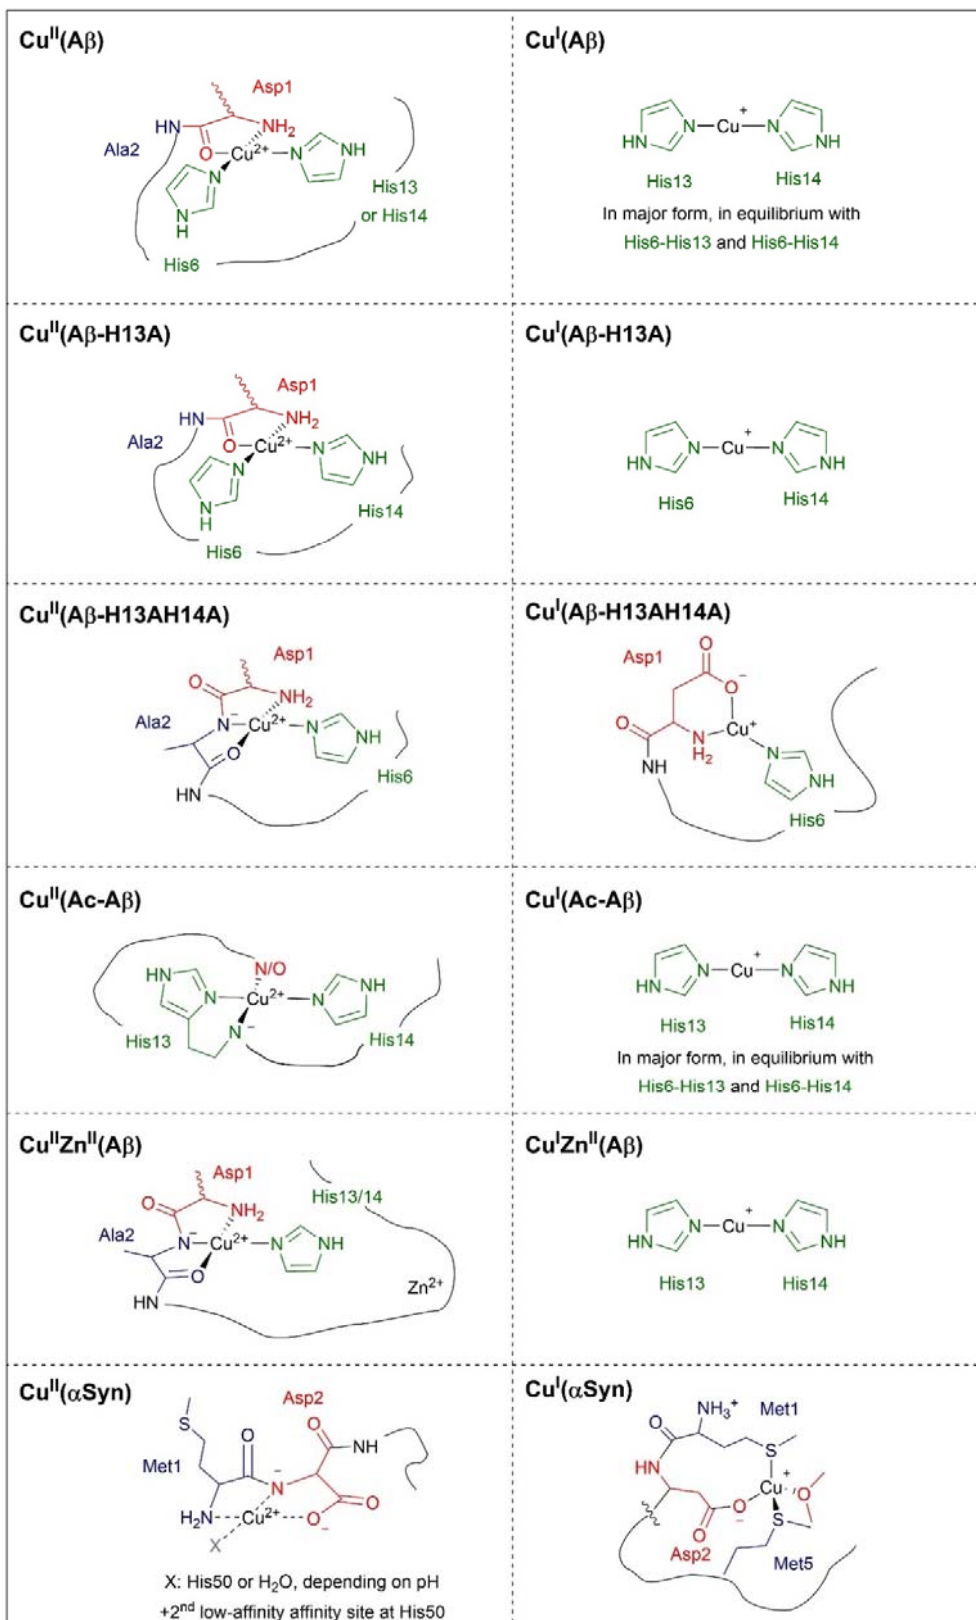 Cu^II(Aβ)
Asp1
HN
NH2
Ala2
O
Cu2+
N
NH
N
N
H
His13
or His14
His6
Cu^I(Aβ)
HN
N
Cu
+
N
NH
His13
His14
In major form, in equilibrium with
His6-His13 and His6-His14
Cu^II(Aβ-H13A)
Asp1
HN
NH2
Ala2
O
Cu2+
N
NH
N
N
H
His14
His6
Cu^I(Aβ-H13A)
HN
N
Cu
+
N
NH
His6
His14
Cu^II(Aβ-H13AH14A)
Asp1
O
NH2
Ala2
N
−
Cu2+
N
NH
O
HN
His6
Cu^I(Aβ-H13AH14A)
Asp1
O
O
−
O
Cu+
N
H2
NH
N
NH
His6
Cu^II(Ac-Aβ)
HN
N/O
N
Cu2+
N
NH
N
−
His13
His14
Cu^I(Ac-Aβ)
HN
N
Cu
+
N
NH
His13
His14
In major form, in equilibrium with
His6-His13 and His6-His14
Cu^IIZn^II(Aβ)
Asp1
His13/14
O
NH2
Ala2
N
−
Cu2+
N
NH
O
Zn2+
HN
Cu^IZn^II(Aβ)
HN
N
Cu
+
N
NH
His13
His14
Cu^II(αSyn)
Asp2
S
O
O
NH
Met1
N
−
O
H2N
Cu2+
O
−
X
X: His50 or H2O, depending on pH
+2nd low-affinity affinity site at His50
Cu^I(αSyn)
NH3+
Met1
O
S
HN
Cu
+
O
O
−
O
S
Asp2
Met5